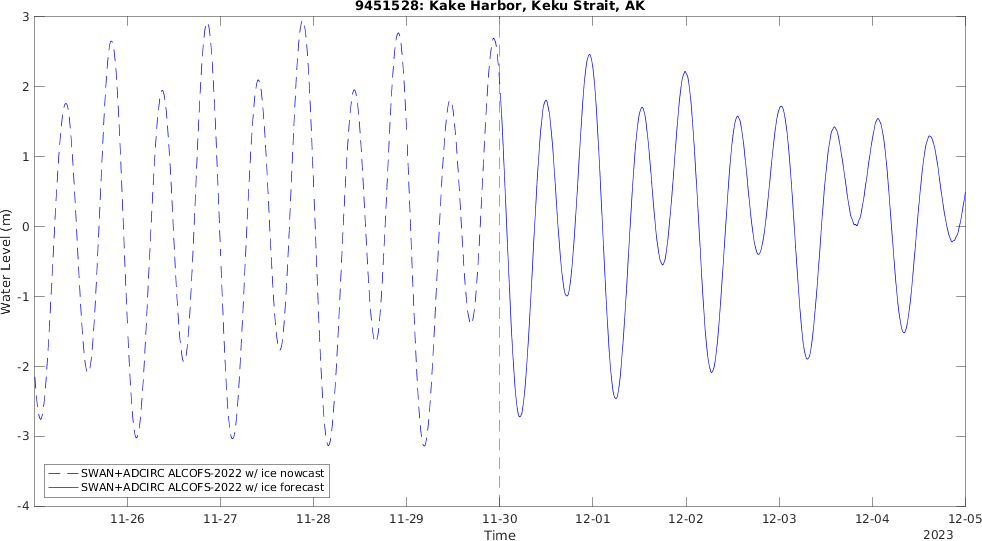 9451528: Kake Harbor, Keku Strait, AK
3
2
1
0
-1
-2
-3
-4
Water Level (m)
SWAN+ADCIRC ALCOFS-2022 w/ ice nowcast
SWAN+ADCIRC ALCOFS-2022 w/ ice forecast
11-26 11-27 11-28 11-29 11-30 12-01 12-02 12-03 12-04 12-05
Time
2023